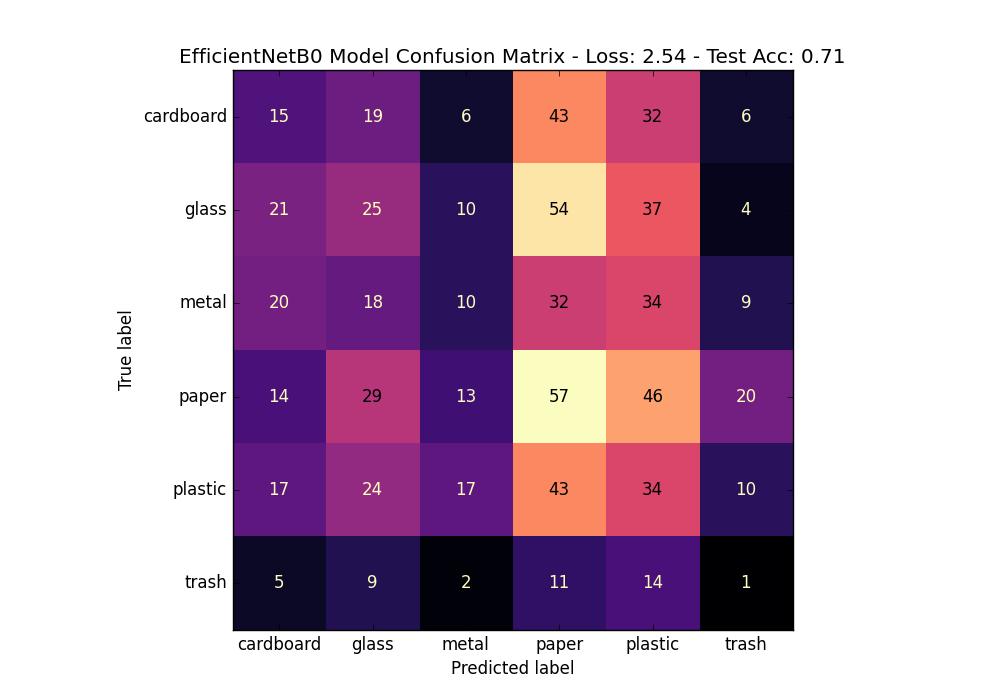 EfficientNetB0 Model Confusion Matrix - Loss: 2.54 - Test Acc: 0.71
cardboard 15 19 6 43 32 6
glass 21 25 10 54 37 4
metal 20 18 10 32 34 9
True label
paper 14 29 13 57 46 20
plastic 17 24 17 43 34 10
trash 5 9 2 11 14 1
cardboard glass metal paper plastic trash
Predicted label